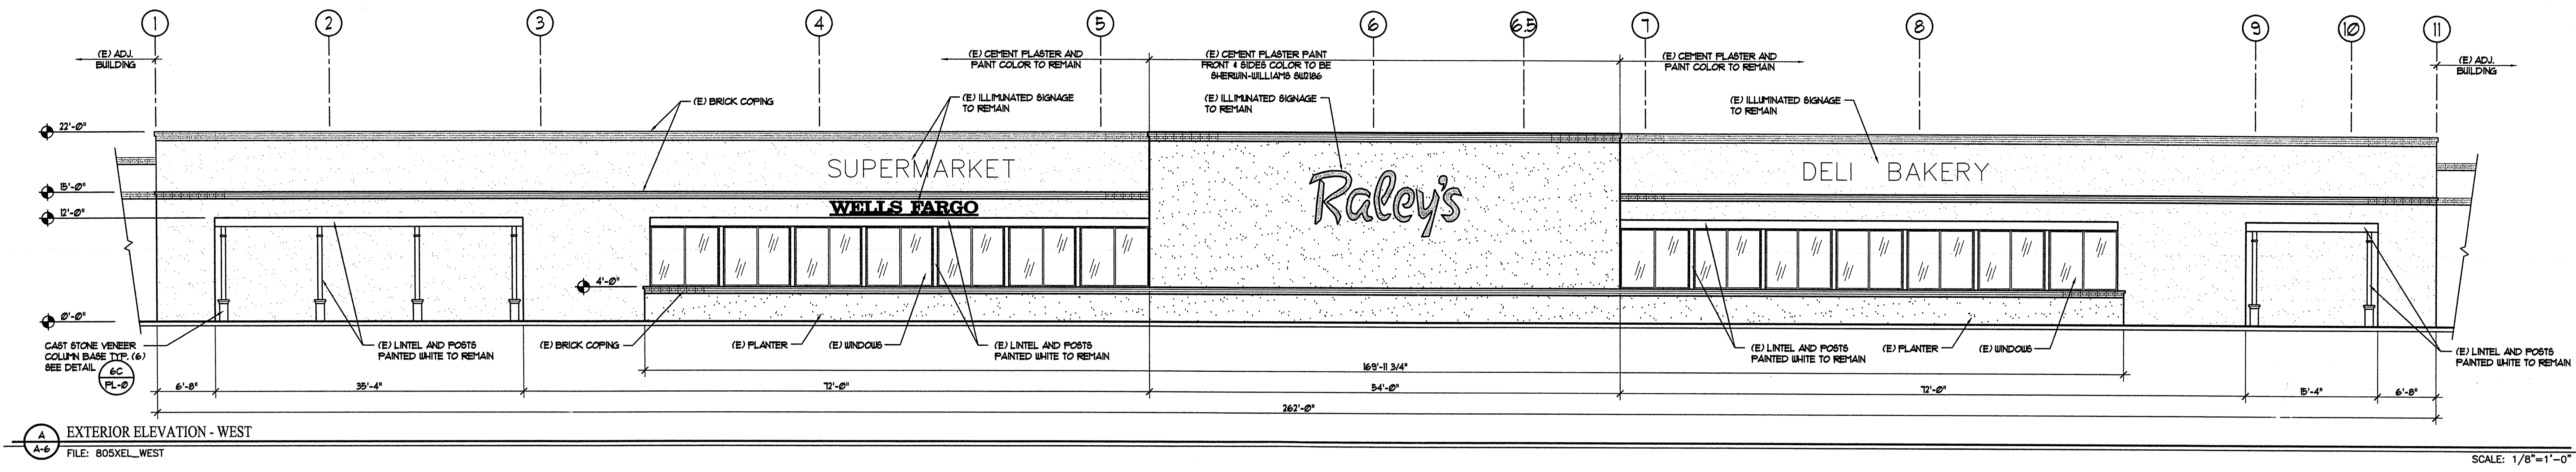 1 2 3 4 5 6 6.5 7 8 9 10 11
(E) ADJ.
BUILDING
(E) CEMENT PLASTER AND
PAINT COLOR TO REMAIN
(E) CEMENT PLASTER PAINT
FRONT & SIDES COLOR TO BE
SHERWIN-WILLIAMS SW2186
(E) CEMENT PLASTER AND
PAINT COLOR TO REMAIN
(E) ADJ.
BUILDING
(E) BRICK COPING
(E) ILLIMUNATED SIGNAGE
TO REMAIN
(E) ILLIMUNATED SIGNAGE
TO REMAIN
(E) ILLUMINATED SIGNAGE
TO REMAIN
22'-0"
15'-0"
12'-0"
4'-0"
0'-0"
SUPERMARKET
WELLS FARGO
Raley's
DELI BAKERY
CAST STONE VENEER
COLUMN BASE TYP. (6)
SEE DETAIL
6C
PL-0
(E) LINTEL AND POSTS
PAINTED WHITE TO REMAIN
(E) BRICK COPING
(E) PLANTER
(E) WINDOWS
(E) LINTEL AND POSTS
PAINTED WHITE TO REMAIN
(E) LINTEL AND POSTS
PAINTED WHITE TO REMAIN
(E) PLANTER
(E) WINDOWS
(E) LINTEL AND POSTS
PAINTED WHITE TO REMAIN
169'-11 3/4"
6'-8" 35'-4" 72'-0" 54'-0" 72'-0" 15'-4" 6'-8"
262'-0"
A
A-6
EXTERIOR ELEVATION - WEST
FILE: 805XEL_WEST
SCALE: 1/8"=1'-0"